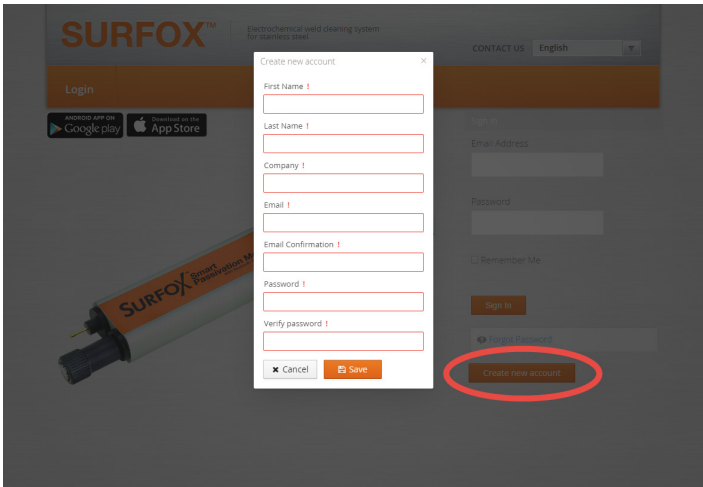 SURFOX™
Electrochemical weld cleaning system
for stainless steel
CONTACT US
English
Login
ANDROID APP ON
Google play
Download on the
App Store
Create new account
×
First Name !
Last Name !
Company !
Email !
Email Confirmation !
Password !
Verify password !
✖ Cancel
Save
SURFOX Smart
Passivation
Sign In
Email Address
Password
Remember Me
Sign In
Forgot Password
Create new account